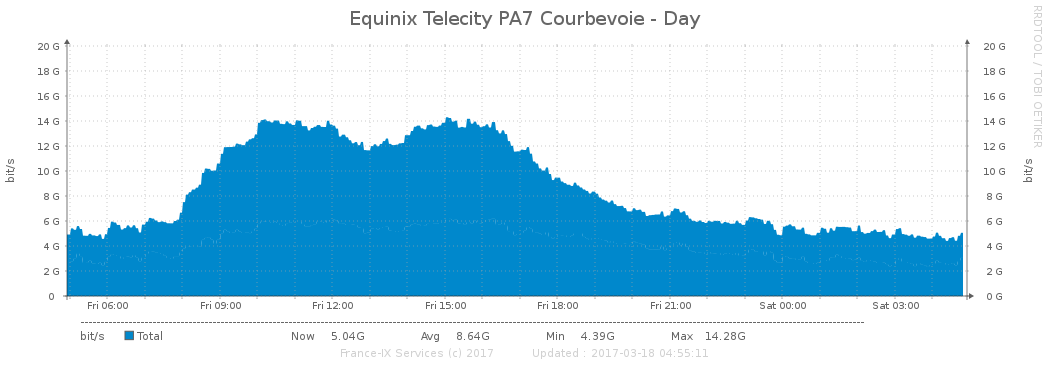 Equinix Telecity PA7 Courbevoie - Day
RRDTOOL / TOBI OETIKER
bit/s
20 G 20 G
18 G 18 G
16 G 16 G
14 G 14 G
12 G 12 G
10 G 10 G
8 G 8 G
6 G 6 G
4 G 4 G
2 G 2 G
0 0 G
bit/s
Fri 06:00 Fri 09:00 Fri 12:00 Fri 15:00 Fri 18:00 Fri 21:00 Sat 00:00 Sat 03:00
bit/s Total Now 5.04G Avg 8.64G Min 4.39G Max 14.28G
France-IX Services (c) 2017 Updated : 2017-03-18 04:55:11